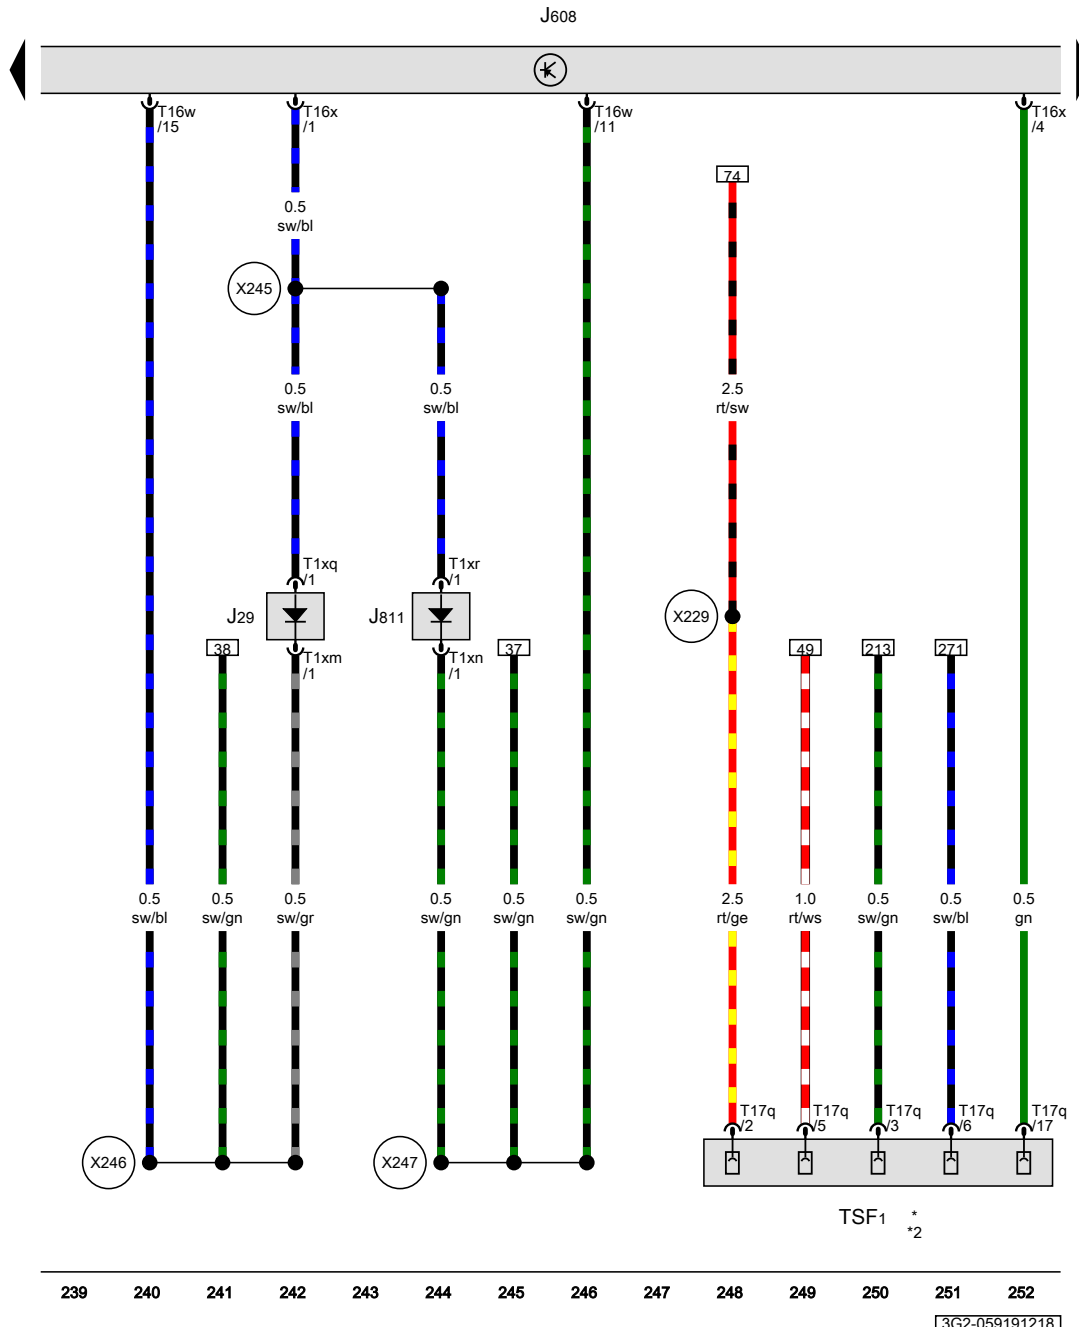 J608
T16w
/15
T16x
/1
T16w
/11
T16x
/4
74
0.5
sw/bl
X245
0.5
sw/bl
0.5
sw/bl
2.5
rt/sw
T1xq
/1
T1xr
/1
J29
J811
X229
38
T1xm
/1
T1xn
/1
37
49
213
271
0.5
sw/bl
0.5
sw/gn
0.5
sw/gr
0.5
sw/gn
0.5
sw/gn
0.5
sw/gn
2.5
rt/ge
1.0
rt/ws
0.5
sw/gn
0.5
sw/bl
0.5
gn
T17q
/2
T17q
/5
T17q
/3
T17q
/6
T17q
/17
X246
X247
TSF1 *
*2
239 240 241 242 243 244 245 246 247 248 249 250 251 252
3G2-059191218